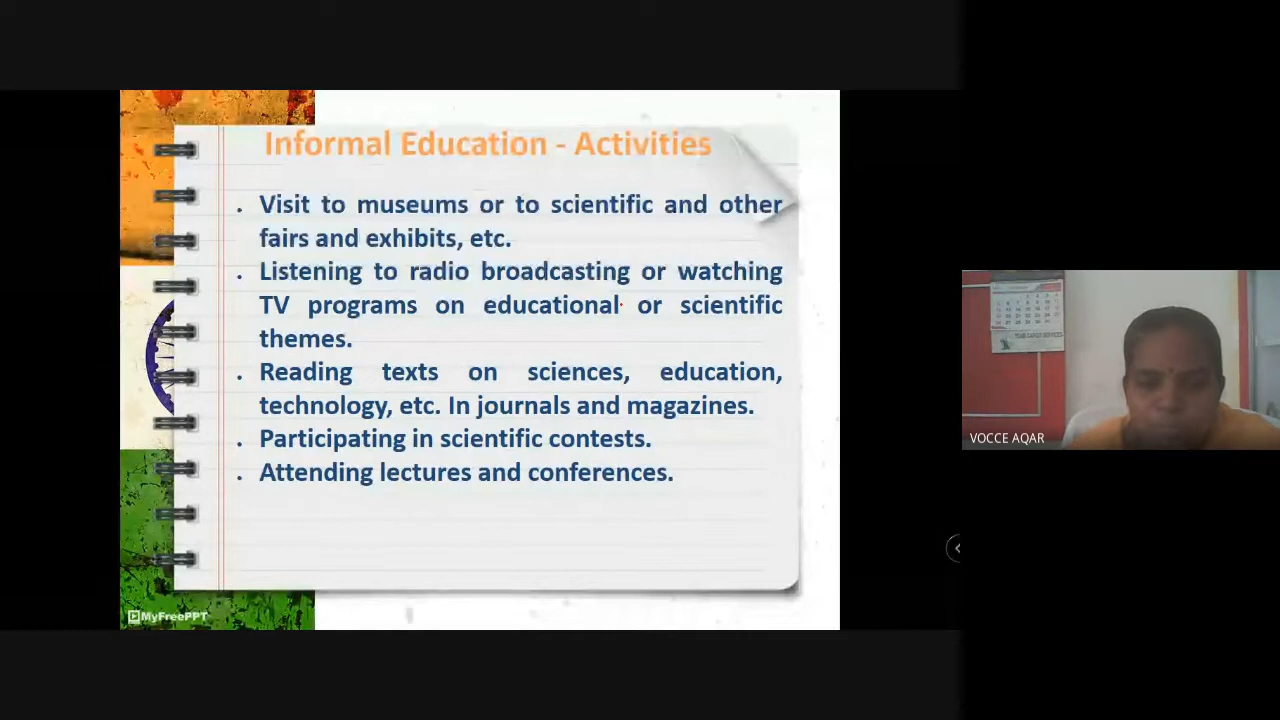 Informal Education - Activities
. Visit to museums or to scientific and other
fairs and exhibits, etc.
. Listening to radio broadcasting or watching
TV programs on educational or scientific
themes.
. Reading texts on sciences, education,
technology, etc. In journals and magazines.
. Participating in scientific contests.
. Attending lectures and conferences.
MyFreePPT
VOCCE AQAR